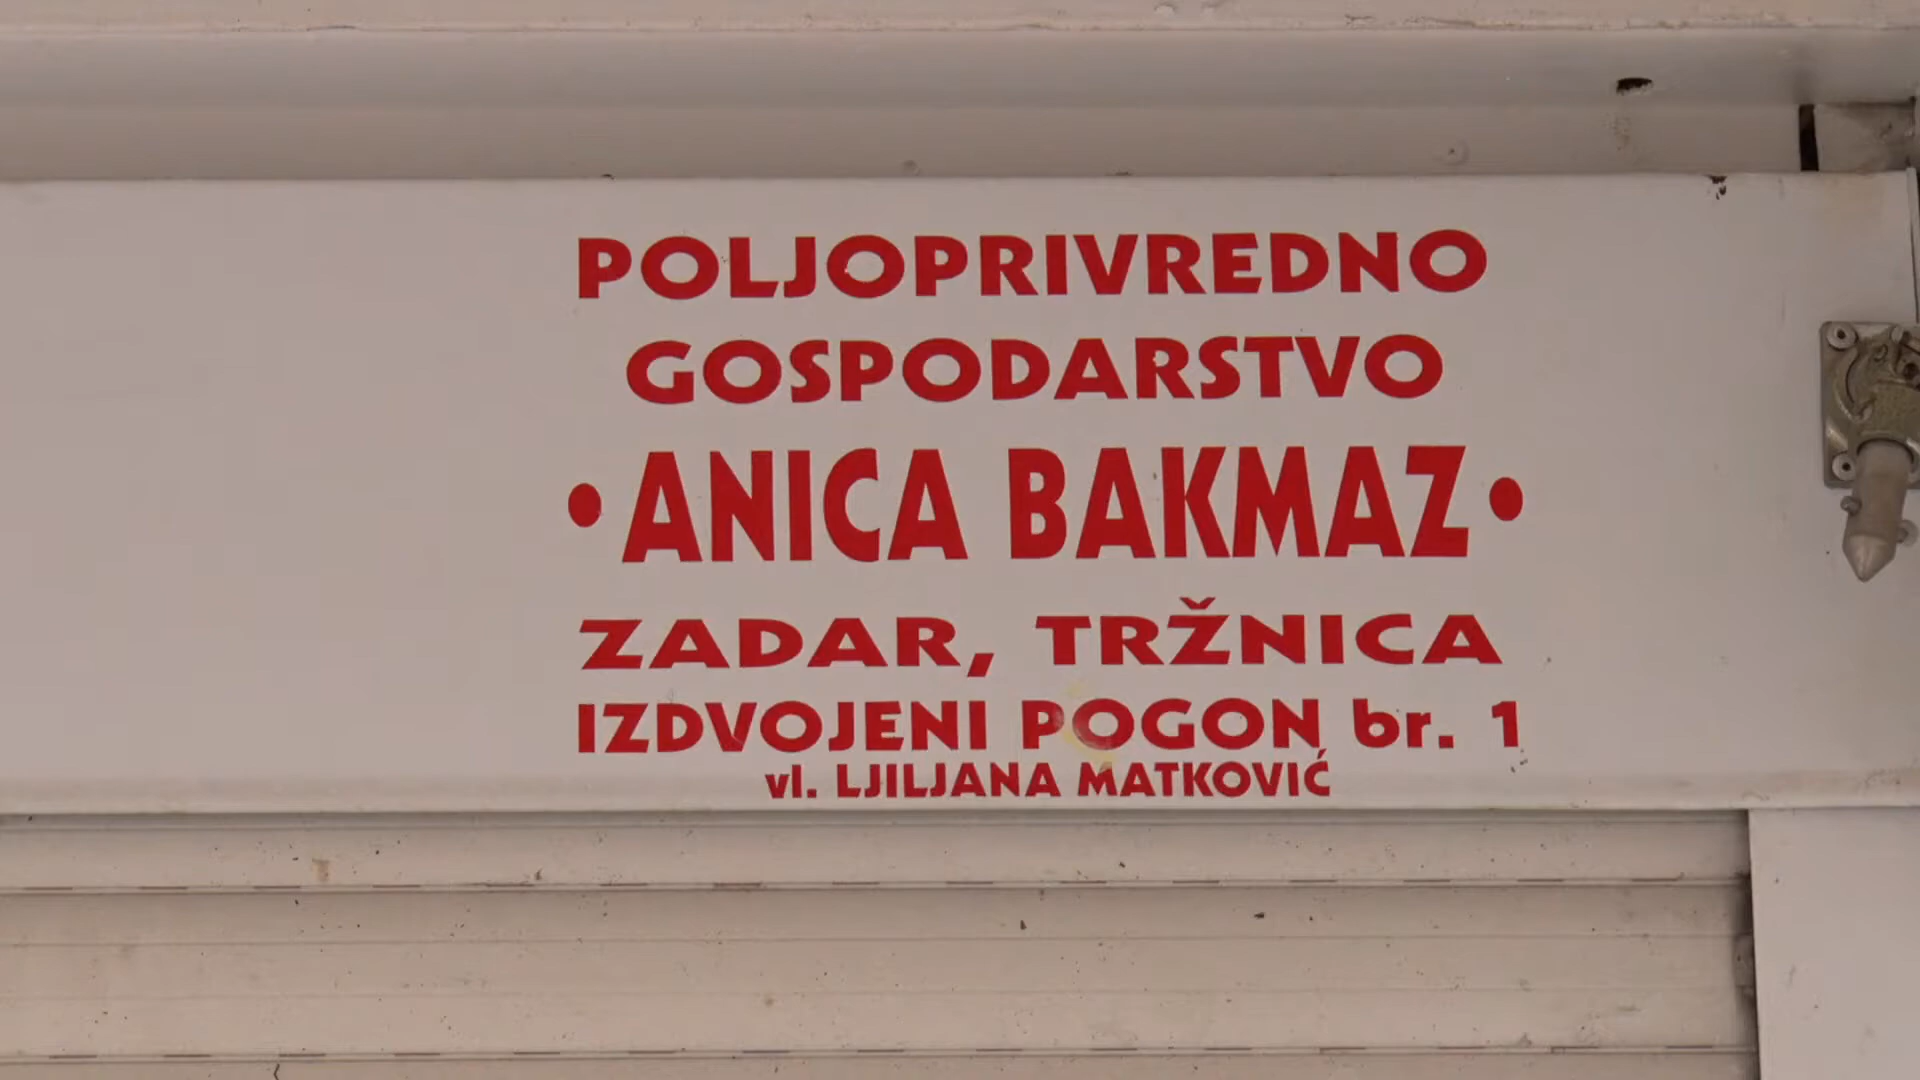 POLJOPRIVREDNO
GOSPODARSTVO
• ANICA BAKMAZ •
ZADAR, TRŽNICA
IZDVOJENI POGON br. 1
vl. LJILJANA MATKOVIĆ